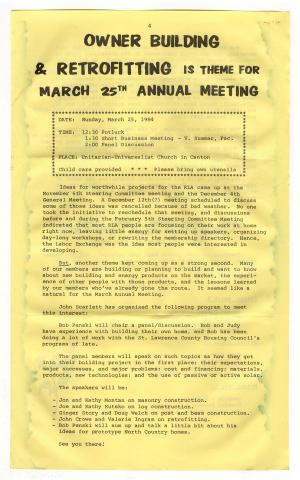 4
OWNER BUILDING
& RETROFITTING IS THEME FOR
MARCH 25TH ANNUAL MEETING
DATE: Sunday, March 25, 1984
TIME: 12:30 Potluck
1:30 Short Business Meeting - V. Summer, Fac.
2:00 Panel Discussion
PLACE: Unitarian-Universalist Church in Canton
Child care provided * * * Please bring own utensils
Ideas for worthwhile projects for the RLA came up at the
November 6th Steering Committee meeting and the December 4th
General Meeting. A December 12th(?) meeting scheduled to discuss
some of those ideas was cancelled because of bad weather. No one
took the initiative to reschedule that meeting, and discussions
before and during the February 5th Steering Committee Meeting
indicated that most RLA people are focusing on their work at home
right now, leaving little energy for setting up speakers, organizing
day-long workshops, or rewriting the membership directory. Hence,
the Labor Exchange was the idea most people were interested in
developing.
But, another theme kept coming up as a strong second. Many
of our members are building or planning to build and want to know
about new building and energy products on the market, the experi-
ence of other people with those products, and the lessons learned
by our members who've already gone the route. It seemed like a
natural for the March Annual Meeting.
John Scarlett has organized the following program to meet
this interest:
Bob Penski will chair a panel/discussion. Bob and Judy
have experience with building their own home, and Bob has been
doing a lot of work with the St. Lawrence County Housing Council's
programs of late.
The panel members will speak on such topics as how they got
into their building project in the first place; their expectations,
major successes, and major problems; cost and financing; materials,
products, new technologies; and the use of passive or active solar.
The speakers will be:
- Jon and Kathy Montan on masonry construction.
- Joe and Kathy Kutsko on log construction.
- Ginger Story and Doug Welch on post and beam construction.
- John Crowe and Valerie Ingram on retrofitting.
- Bob Penski will sum up and talk a little bit about his
ideas for prototype North Country homes.
See you there!